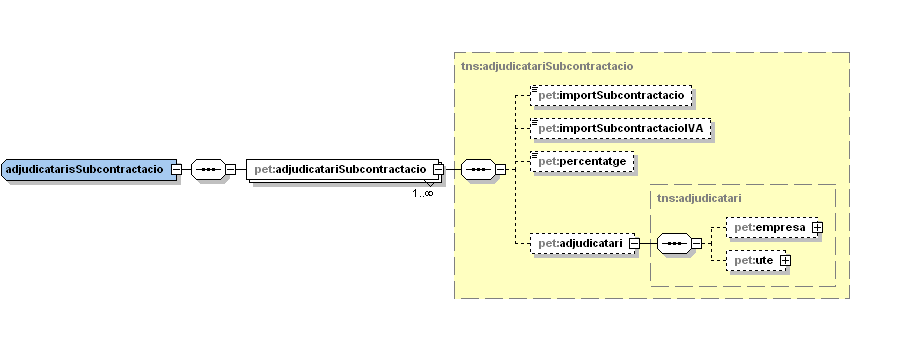 tns:adjudicatariSubcontractacio
pet:importSubcontractacio
pet:importSubcontractacioIVA
pet:percentatge
adjudicatarisSubcontractacio
pet:adjudicatariSubcontractacio
1..∞
tns:adjudicatari
pet:empresa
pet:adjudicatari
pet:ute